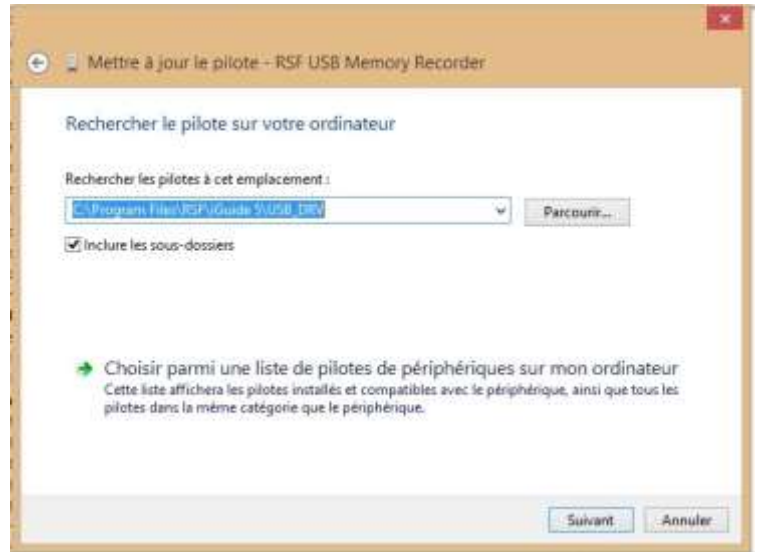 Mettre à jour le pilote - RSF USB Memory Recorder
Rechercher le pilote sur votre ordinateur
Rechercher les pilotes à cet emplacement :
C:\Program Files\RSF\iGuide 5\USB_DRV
Parcourir...
Inclure les sous-dossiers
Choisir parmi une liste de pilotes de périphériques sur mon ordinateur
Cette liste affichera les pilotes installés et compatibles avec le périphérique, ainsi que tous les
pilotes dans la même catégorie que le périphérique.
Suivant
Annuler